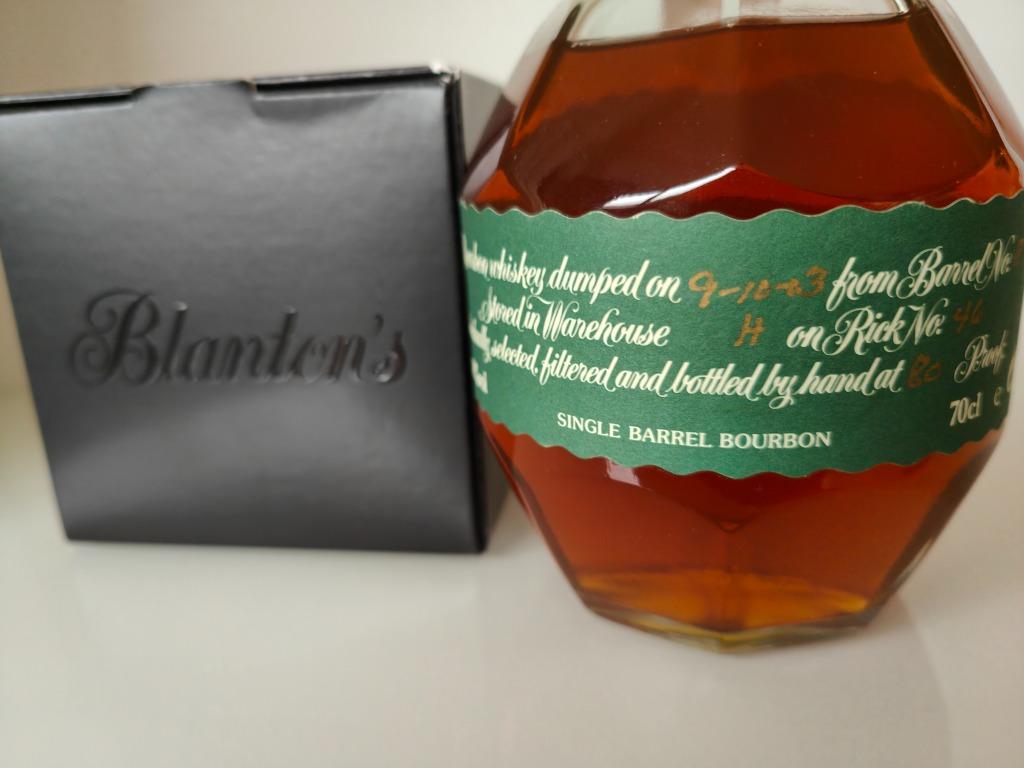 Blanton's
whiskey dumped on 9-10-03 from Barrel No:
Stored in Warehouse H on Rick No: 46
selected, filtered and bottled by hand at 80 Proof
SINGLE BARREL BOURBON
70cl e